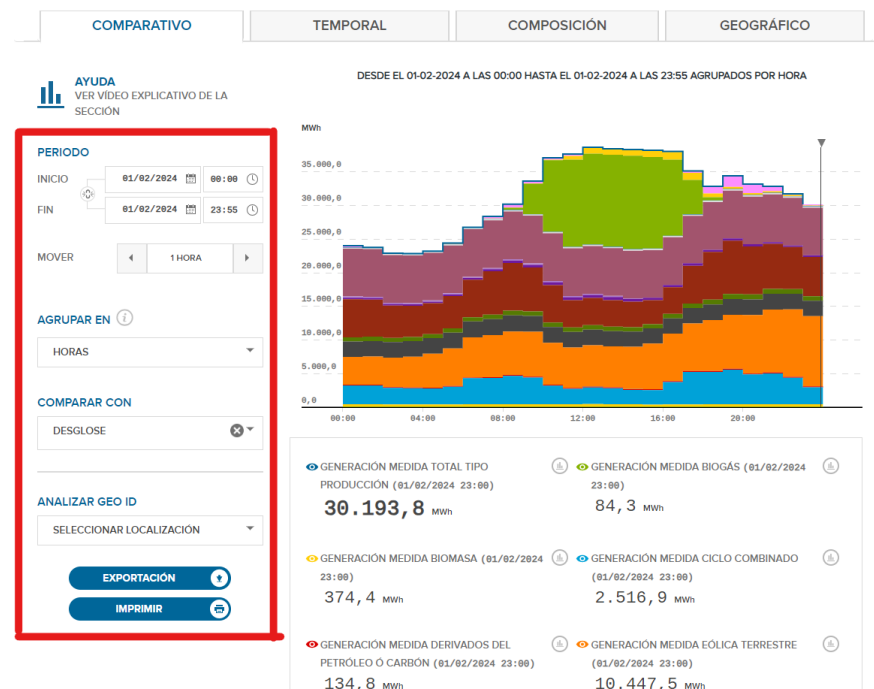 COMPARATIVO
TEMPORAL
COMPOSICIÓN
GEOGRÁFICO
AYUDA
VER VÍDEO EXPLICATIVO DE LA
SECCIÓN
PERIODO
INICIO
01/02/2024
00:00
FIN
01/02/2024
23:55
MOVER
1 HORA
AGRUPAR EN
HORAS
COMPARAR CON
DESGLOSE
ANALIZAR GEO ID
SELECCIONAR LOCALIZACIÓN
EXPORTACIÓN
IMPRIMIR
DESDE EL 01-02-2024 A LAS 00:00 HASTA EL 01-02-2024 A LAS 23:55 AGRUPADOS POR HORA
MWh
35.000,0
30.000,0
25.000,0
20.000,0
15.000,0
10.000,0
5.000,0
0,0
00:00
04:00
08:00
12:00
16:00
20:00
GENERACIÓN MEDIDA TOTAL TIPO
PRODUCCIÓN (01/02/2024 23:00)
30.193,8 MWh
GENERACIÓN MEDIDA BIOGÁS (01/02/2024
23:00)
84,3 MWh
GENERACIÓN MEDIDA BIOMASA (01/02/2024
23:00)
374,4 MWh
GENERACIÓN MEDIDA CICLO COMBINADO
(01/02/2024 23:00)
2.516,9 MWh
GENERACIÓN MEDIDA DERIVADOS DEL
PETRÓLEO Ó CARBÓN (01/02/2024 23:00)
134,8 MWh
GENERACIÓN MEDIDA EÓLICA TERRESTRE
(01/02/2024 23:00)
10.447,5 MWh